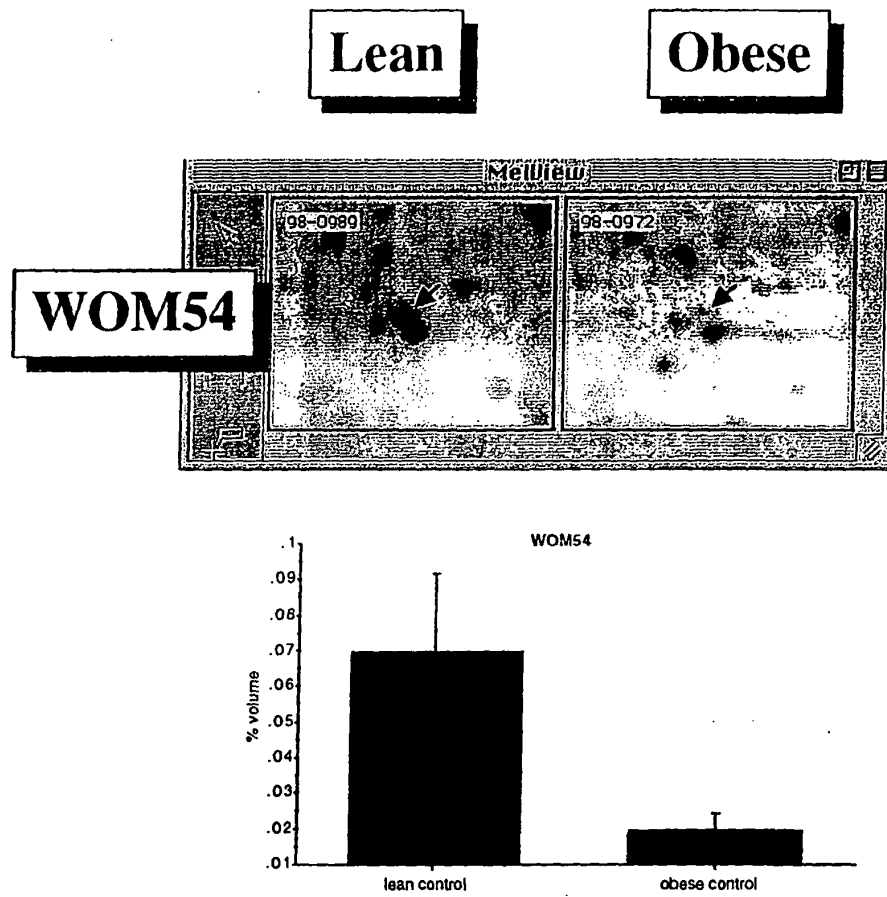 Lean
Obese
MelView
98-0989
98-0972
WOM54
WOM54
.1
.09
.08
.07
.06
.05
.04
.03
.02
.01
% volume
lean control
obese control